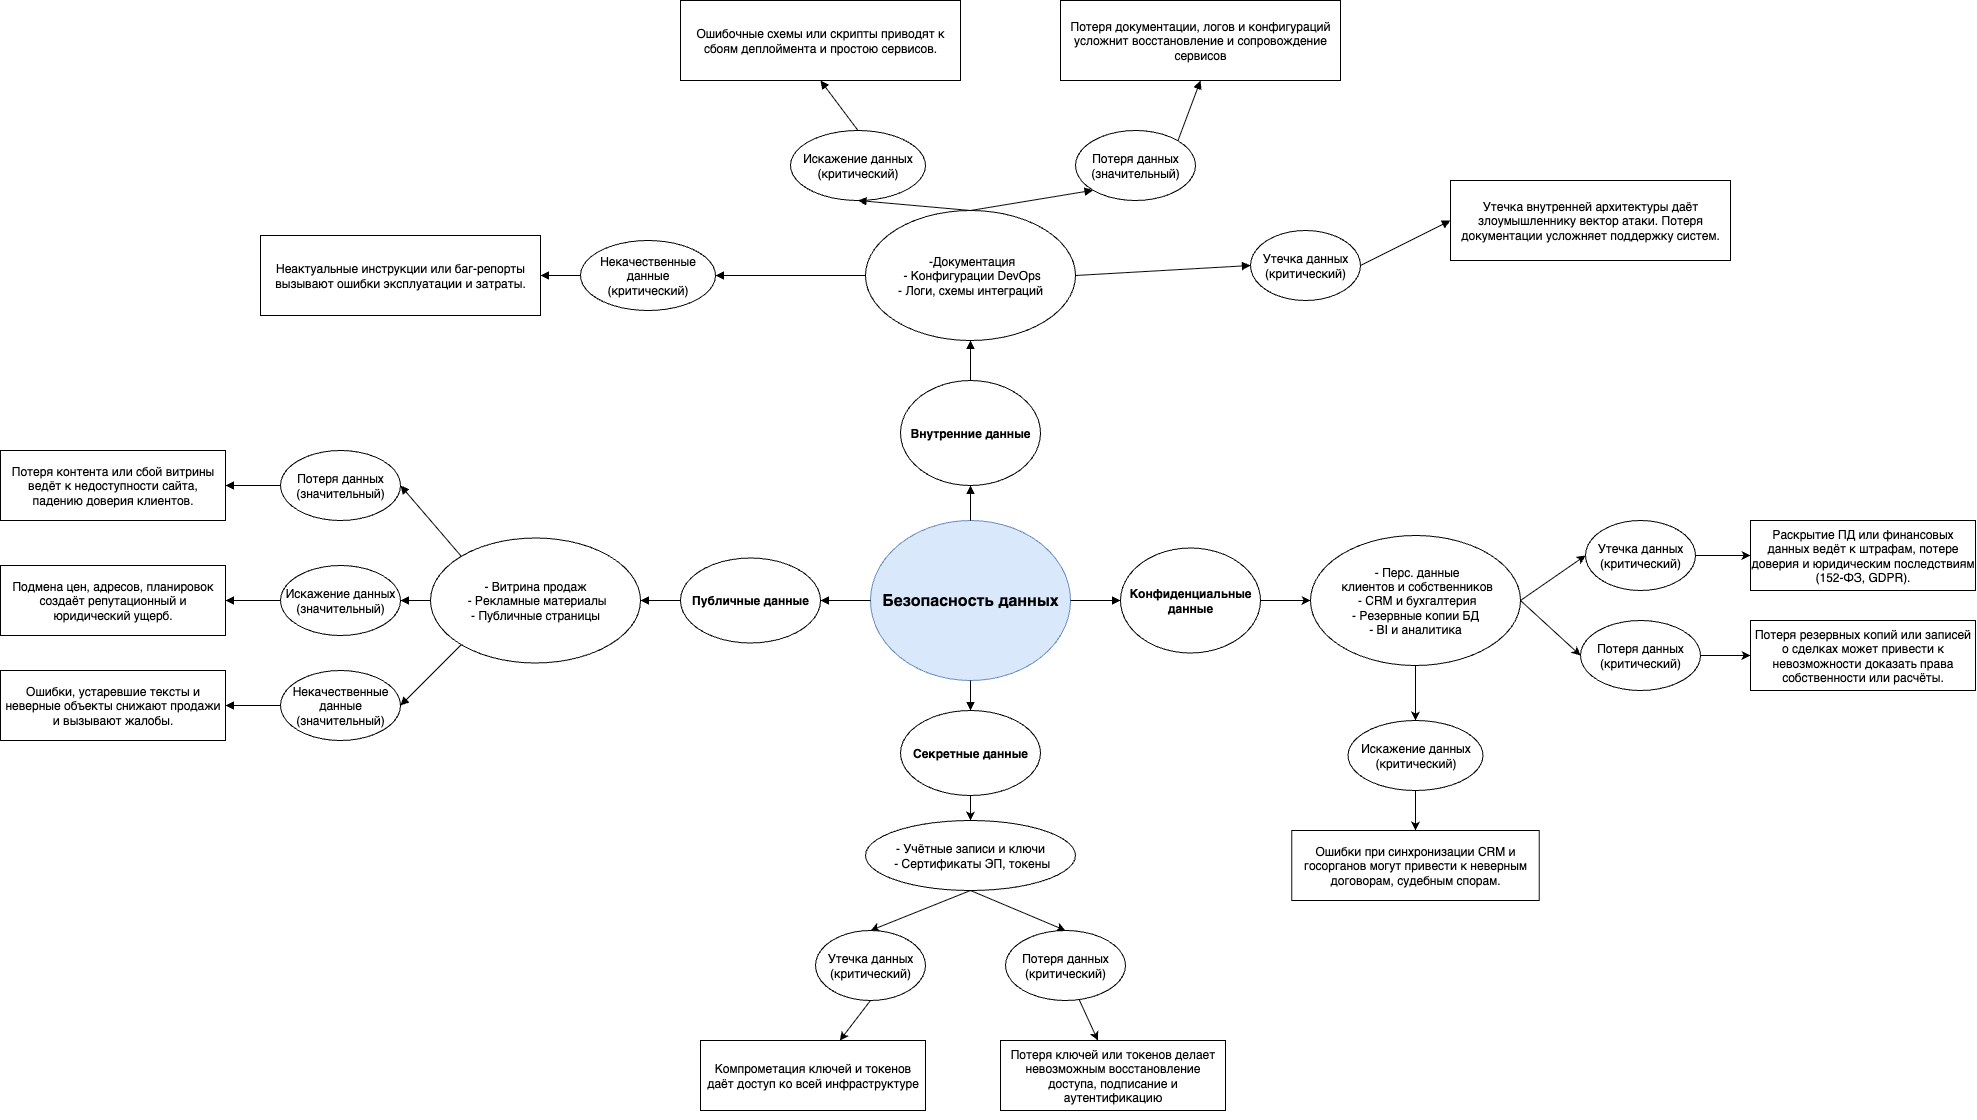 Ошибочные схемы или скрипты приводят к
сбоям деплоймента и простою сервисов.
Потеря документации, логов и конфигураций
усложнит восстановление и сопровождение
сервисов
Искажение данных
(критический)
Потеря данных
(значительный)
Утечка внутренней архитектуры даёт
злоумышленнику вектор атаки. Потеря
документации усложняет поддержку систем.
Неактуальные инструкции или баг-репорты
вызывают ошибки эксплуатации и затраты.
Некачественные
данные
(критический)
-Документация
- Конфигурации DevOps
- Логи, схемы интеграций
Утечка данных
(критический)
Внутренние данные
Потеря контента или сбой витрины
ведёт к недоступности сайта,
падению доверия клиентов.
Потеря данных
(значительный)
Подмена цен, адресов, планировок
создаёт репутационный и
юридический ущерб.
Искажение данных
(значительный)
Ошибки, устаревшие тексты и
неверные объекты снижают продажи
и вызывают жалобы.
Некачественные
данные
(значительный)
- Витрина продаж
- Рекламные материалы
- Публичные страницы
Публичные данные
Безопасность данных
Конфиденциальные
данные
- Перс. данные
клиентов и собственников
- CRM и бухгалтерия
- Резервные копии БД
- BI и аналитика
Утечка данных
(критический)
Раскрытие ПД или финансовых
данных ведёт к штрафам, потере
доверия и юридическим последствиям
(152-ФЗ, GDPR).
Потеря данных
(критический)
Потеря резервных копий или записей
о сделках может привести к
невозможности доказать права
собственности или расчёты.
Искажение данных
(критический)
Ошибки при синхронизации CRM и
госорганов могут привести к неверным
договорам, судебным спорам.
Секретные данные
- Учётные записи и ключи
- Сертификаты ЭП, токены
Утечка данных
(критический)
Потеря данных
(критический)
Компрометация ключей и токенов
даёт доступ ко всей инфраструктуре
Потеря ключей или токенов делает
невозможным восстановление
доступа, подписание и
аутентификацию